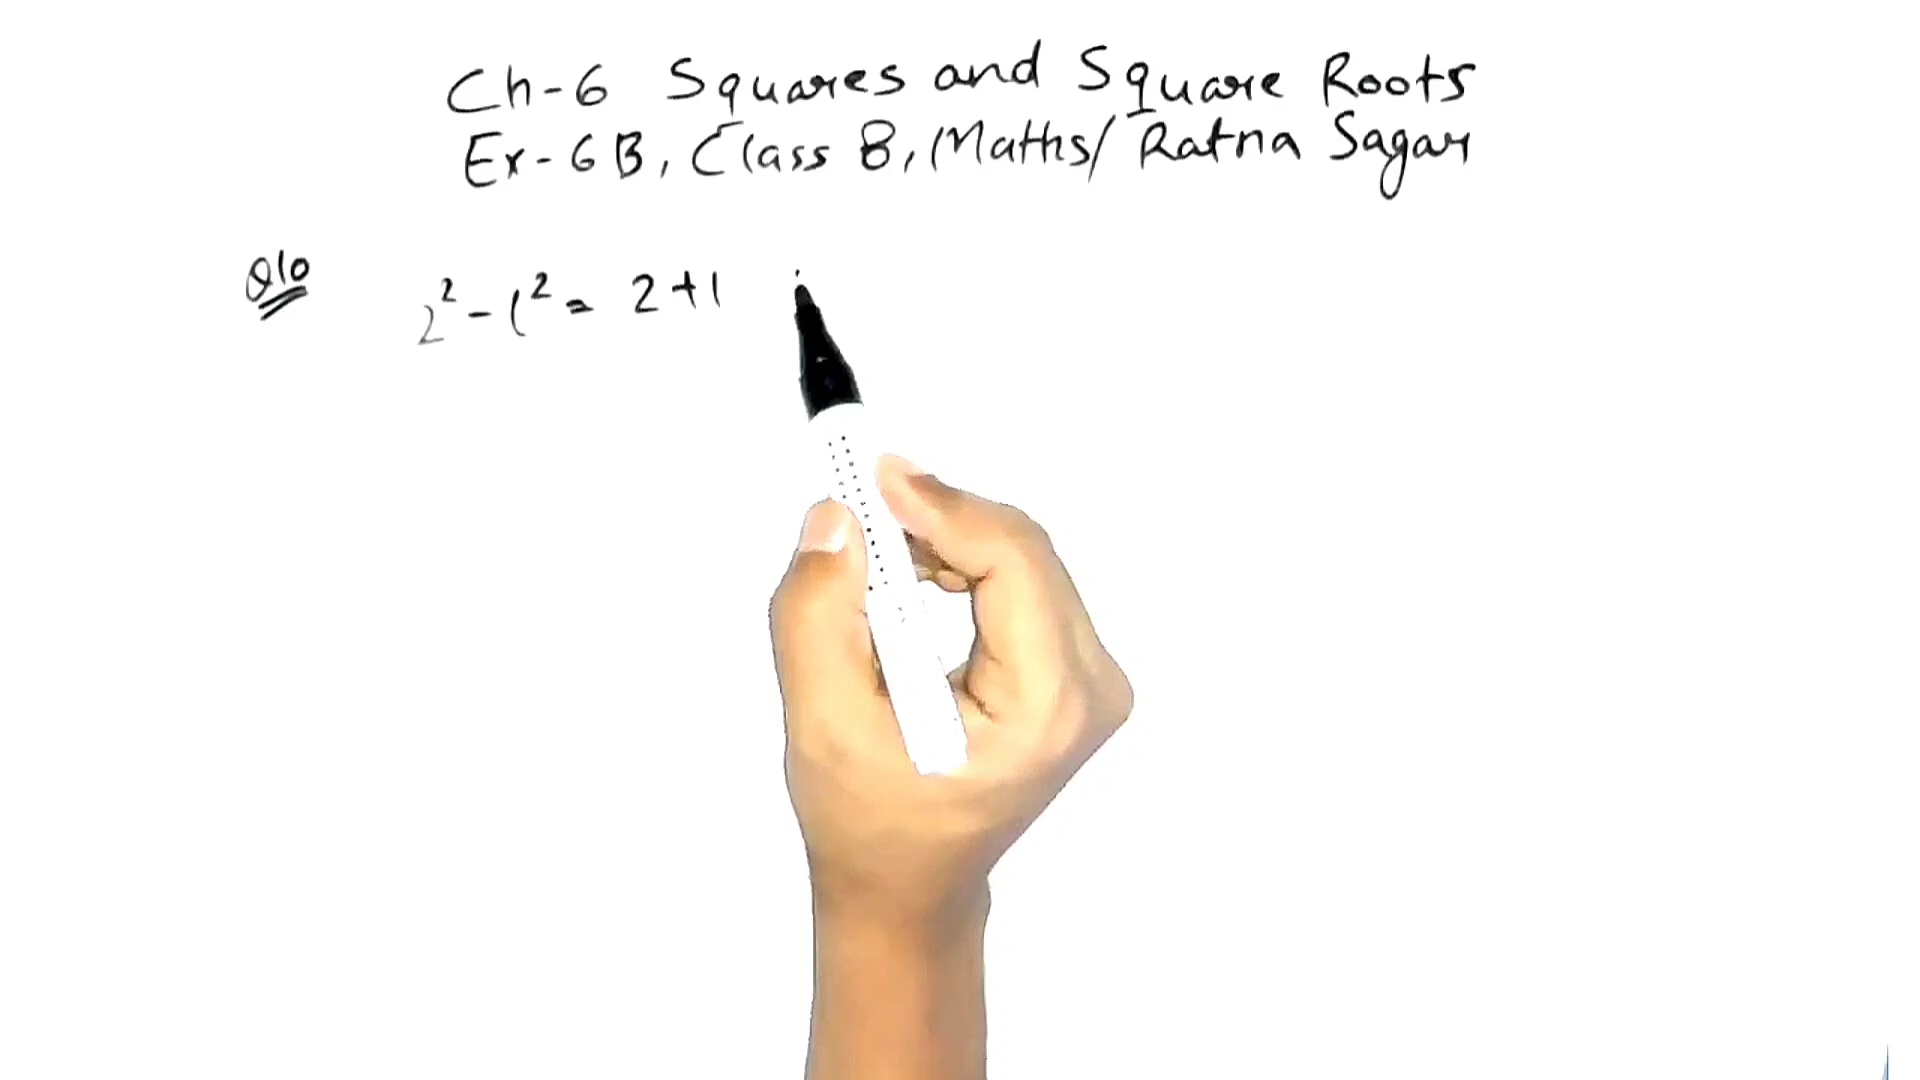 Ch-6 Squares and Square Roots
Ex-6B, Class 8, Maths/ Ratna Sagar
Q10 2² - 1² = 2 + 1